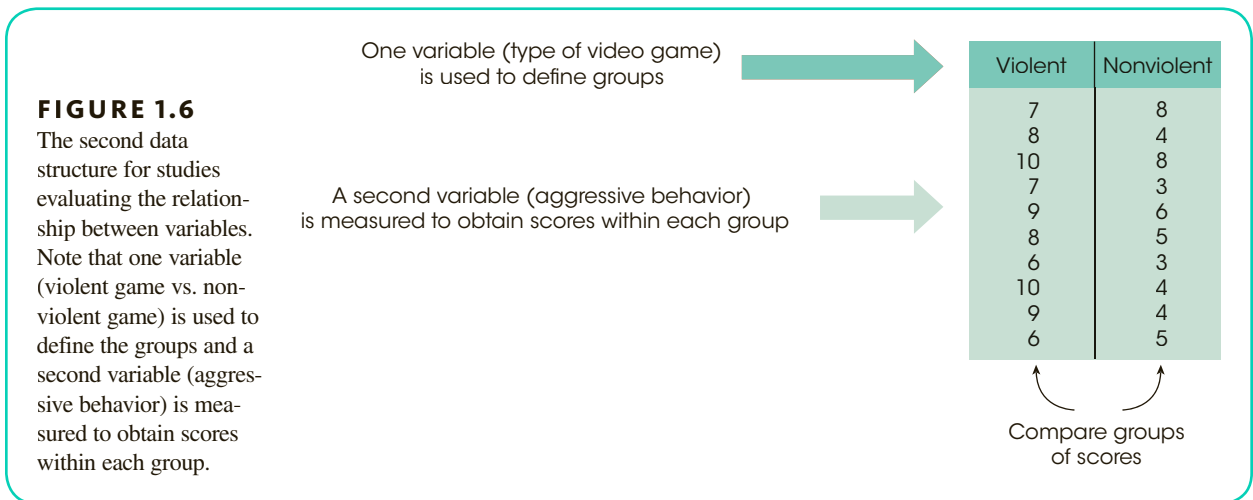 FIGURE 1.6
The second data
structure for studies
evaluating the relation-
ship between variables.
Note that one variable
(violent game vs. non-
violent game) is used to
define the groups and a
second variable (aggres-
sive behavior) is mea-
sured to obtain scores
within each group.
One variable (type of video game)
is used to define groups
A second variable (aggressive behavior)
is measured to obtain scores within each group
Violent Nonviolent
7 8
8 4
10 8
7 3
9 6
8 5
6 3
10 4
9 4
6 5
Compare groups
of scores